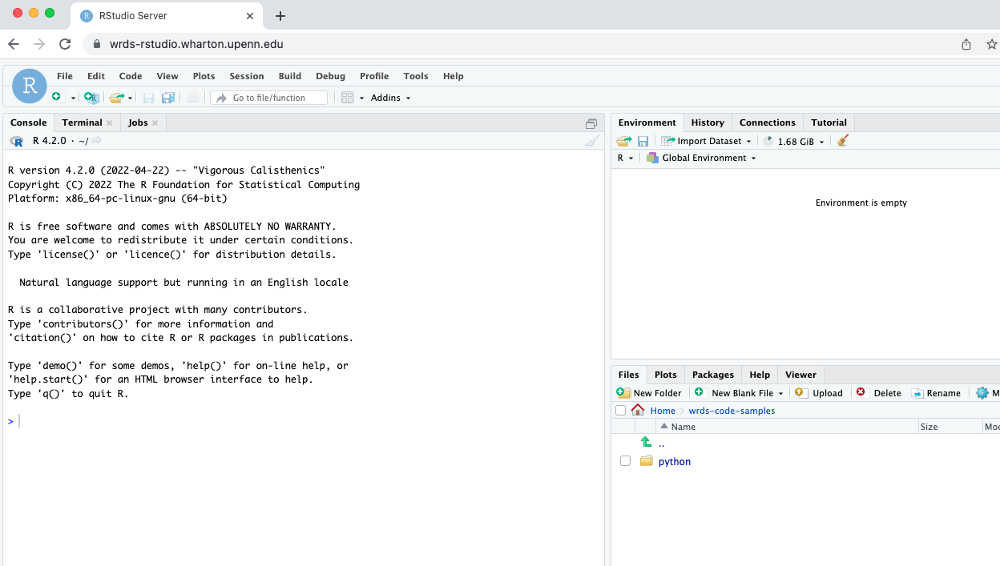 R RStudio Server
wrds-rstudio.wharton.upenn.edu
R
File Edit Code View Plots Session Build Debug Profile Tools Help
Go to file/function Addins
Console Terminal Jobs
R R 4.2.0 · ~/
R version 4.2.0 (2022-04-22) -- "Vigorous Calisthenics"
Copyright (C) 2022 The R Foundation for Statistical Computing
Platform: x86_64-pc-linux-gnu (64-bit)
R is free software and comes with ABSOLUTELY NO WARRANTY.
You are welcome to redistribute it under certain conditions.
Type 'license()' or 'licence()' for distribution details.
Natural language support but running in an English locale
R is a collaborative project with many contributors.
Type 'contributors()' for more information and
'citation()' on how to cite R or R packages in publications.
Type 'demo()' for some demos, 'help()' for on-line help, or
'help.start()' for an HTML browser interface to help.
Type 'q()' to quit R.
>
Environment History Connections Tutorial
Import Dataset 1.68 GiB
R Global Environment
Environment is empty
Files Plots Packages Help Viewer
New Folder New Blank File Upload Delete Rename M
Home wrds-code-samples
Name Size Mod
..
python